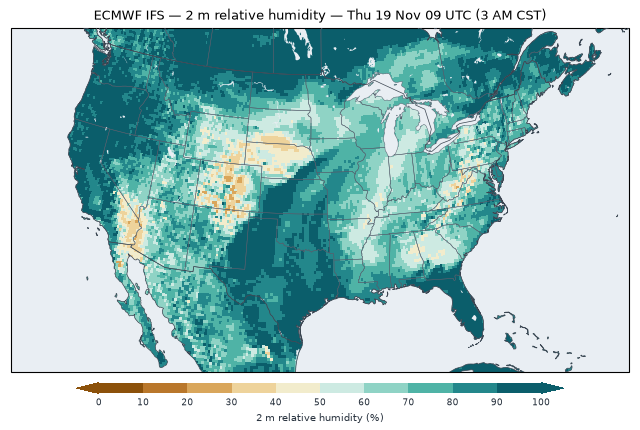 ECMWF IFS — 2 m relative humidity — Thu 19 Nov 09 UTC (3 AM CST)
0 10 20 30 40 50 60 70 80 90 100
2 m relative humidity (%)